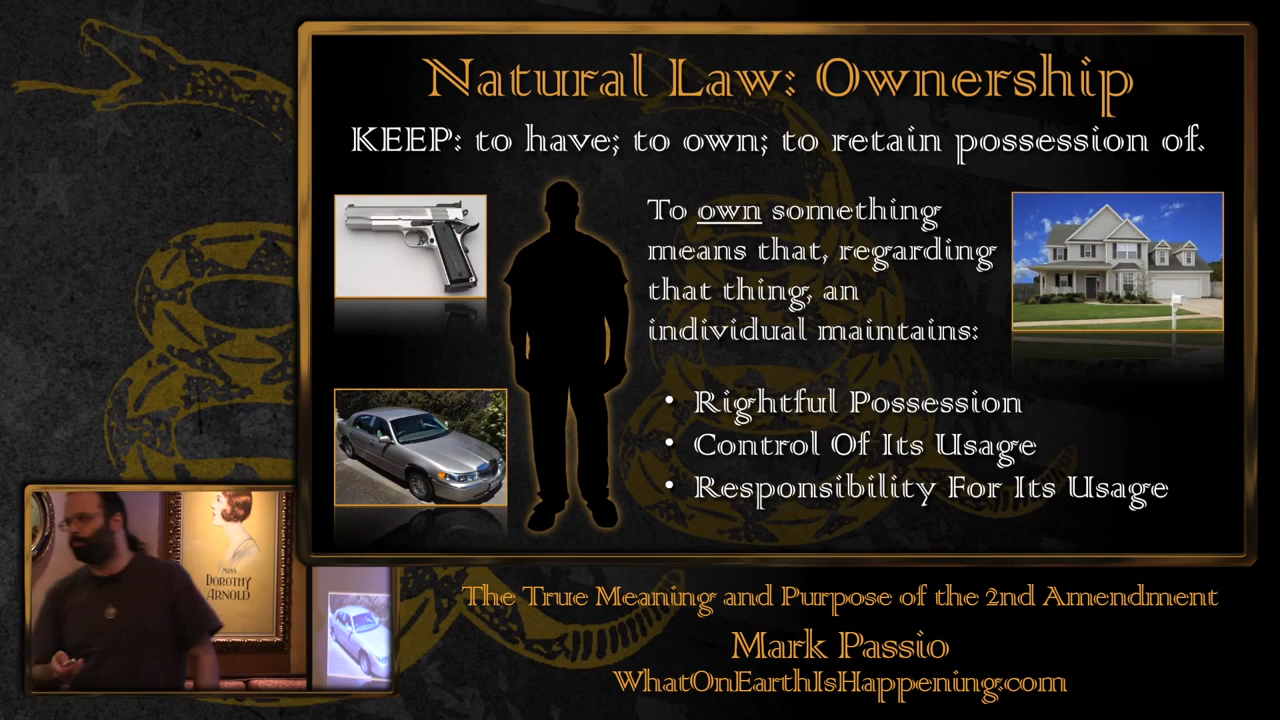 Natural Law: Ownership
KEEP: to have; to own; to retain possession of.
To own something
means that, regarding
that thing, an
individual maintains:
• Rightful Possession
• Control Of Its Usage
• Responsibility For Its Usage
MISS
DOROTHY
ARNOLD
The True Meaning and Purpose of the 2nd Amendment
Mark Passio
WhatOnEarthIsHappening.com